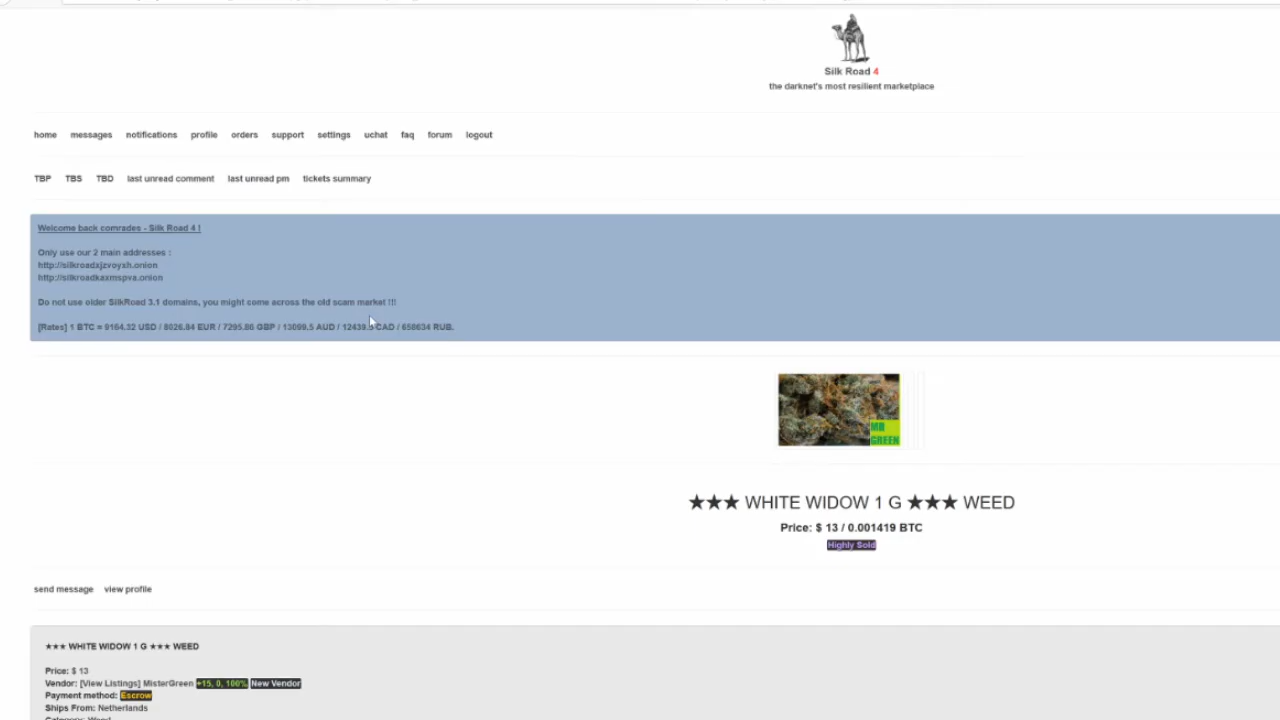 Silk Road 4
the darknet's most resilient marketplace
home messages notifications profile orders support settings uchat faq forum logout
TBP TBS TBD last unread comment last unread pm tickets summary
Welcome back comrades - Silk Road 4 !
Only use our 2 main addresses :
http://silkroadxjzvoyxh.onion
http://silkroadkaxmspva.onion
Do not use older SilkRoad 3.1 domains, you might come across the old scam market !!!
[Rates] 1 BTC = 9164.32 USD / 8026.84 EUR / 7295.86 GBP / 13099.5 AUD / CAD / 658634 RUB.
MR
GREEN
★★★ WHITE WIDOW 1 G ★★★ WEED
Price: $ 13 / 0.001419 BTC
Highly Sold
send message view profile
★★★ WHITE WIDOW 1 G ★★★ WEED
Price: $ 13
Vendor: [View Listings] MisterGreen +15, 0, 100% New Vendor
Payment method: Escrow
Ships From: Netherlands
Category: Weed